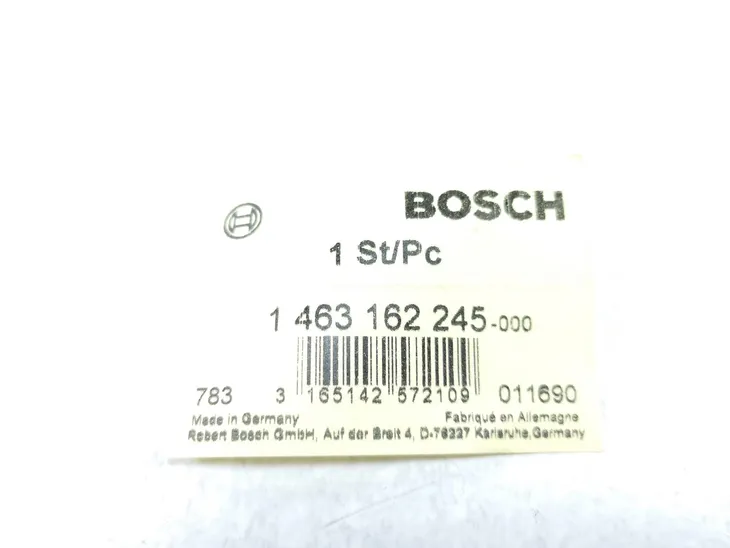 BOSCH
1 St/Pc
1 463 162 245-000
783 3 165142 572109 011690
Made in Germany Fabriqué en Allemagne
Robert Bosch GmbH, Auf der Breit 4, D-76227 Karlsruhe, Germany